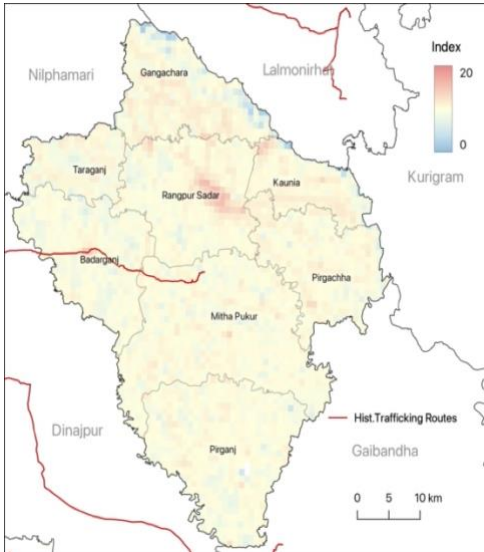 Nilphamari
Lalmonirhat
Index
20
0
Gangachara
Kurigram
Taraganj
Rangpur Sadar
Kaunia
Badarganj
Pirgachha
Mitha Pukur
Dinajpur
Hist.Trafficking Routes
Gaibandha
Pirganj
0 5 10 km